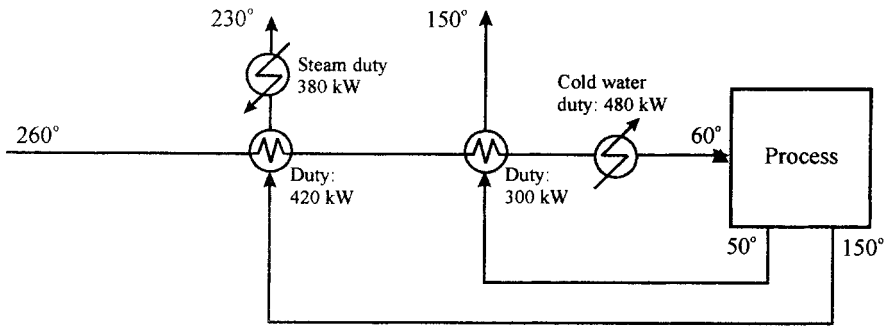 230°
150°
Steam duty
380 kW
Cold water
duty: 480 kW
260°
60°
Process
Duty:
420 kW
Duty:
300 kW
50°
150°